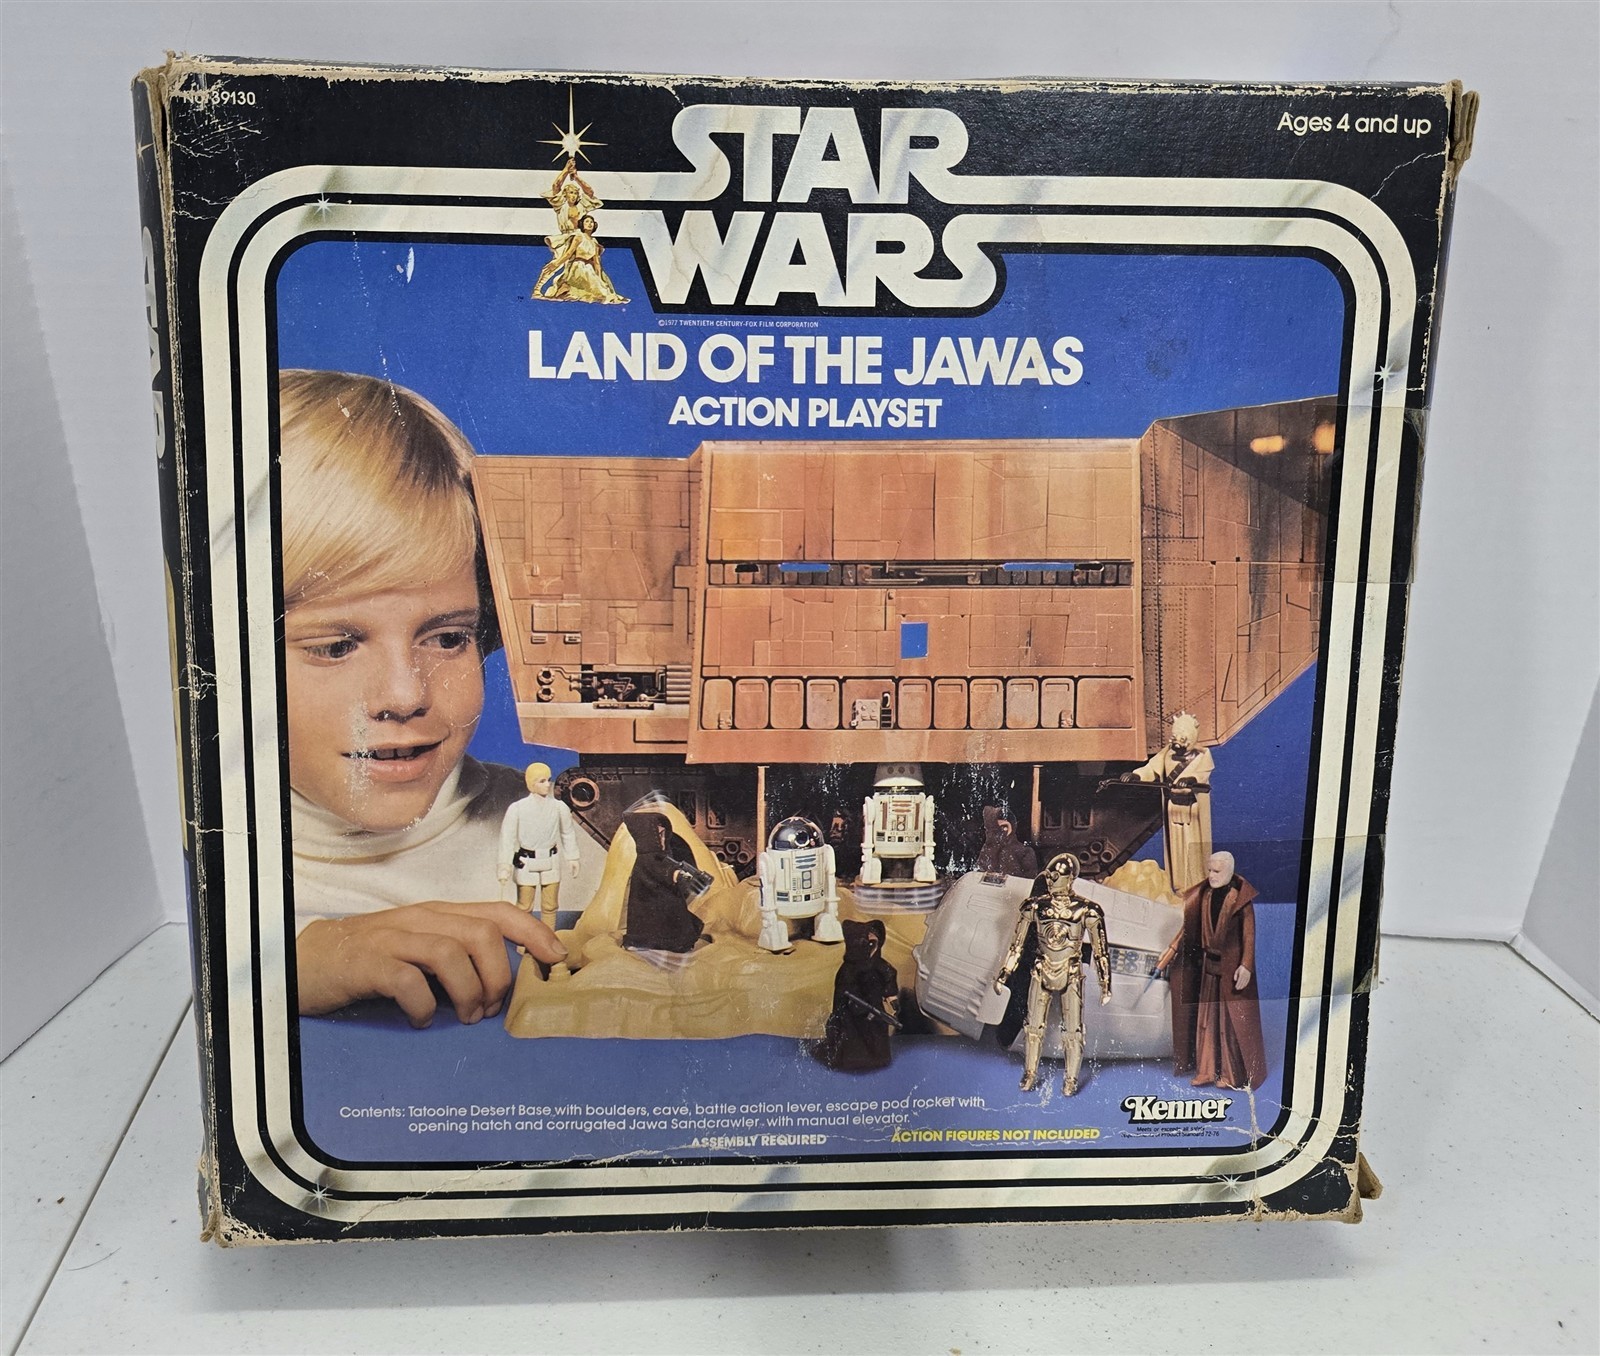 No. 39130
Ages 4 and up
STAR
WARS
©1977 TWENTIETH CENTURY-FOX FILM CORPORATION
LAND OF THE JAWAS
ACTION PLAYSET
Contents: Tatooine Desert Base with boulders, cave, battle action lever, escape pod rocket with
opening hatch and corrugated Jawa Sandcrawler with manual elevator.
ASSEMBLY REQUIRED
ACTION FIGURES NOT INCLUDED
Kenner
STAR